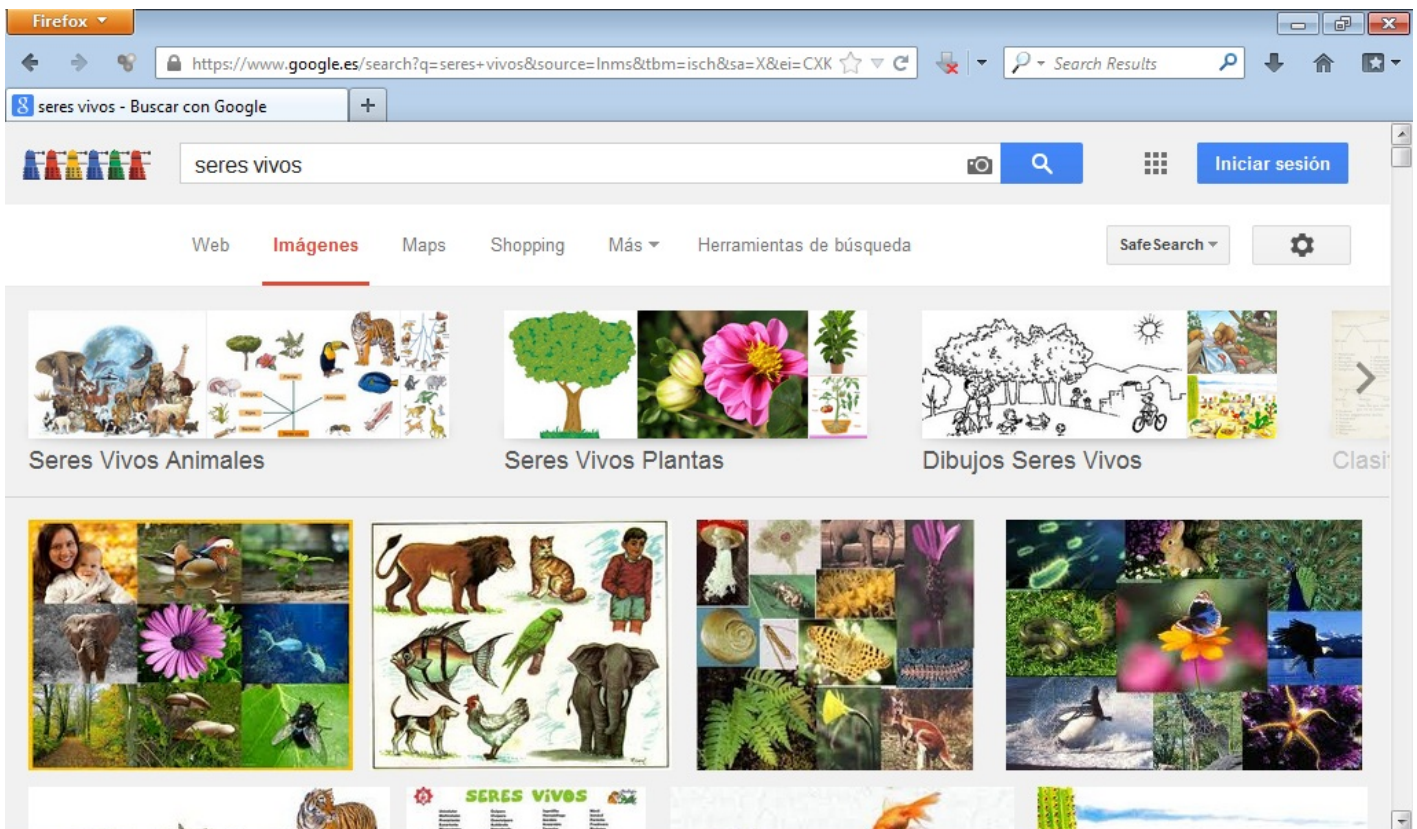 Firefox
https://www.google.es/search?q=seres+vivos&source=lnms&tbm=isch&sa=X&ei=CXK
Search Results
8 seres vivos - Buscar con Google
seres vivos
Iniciar sesión
Web Imágenes Maps Shopping Más Herramientas de búsqueda
SafeSearch
Seres Vivos Animales
Seres Vivos Plantas
Dibujos Seres Vivos
Clasif
SERES VIVOS